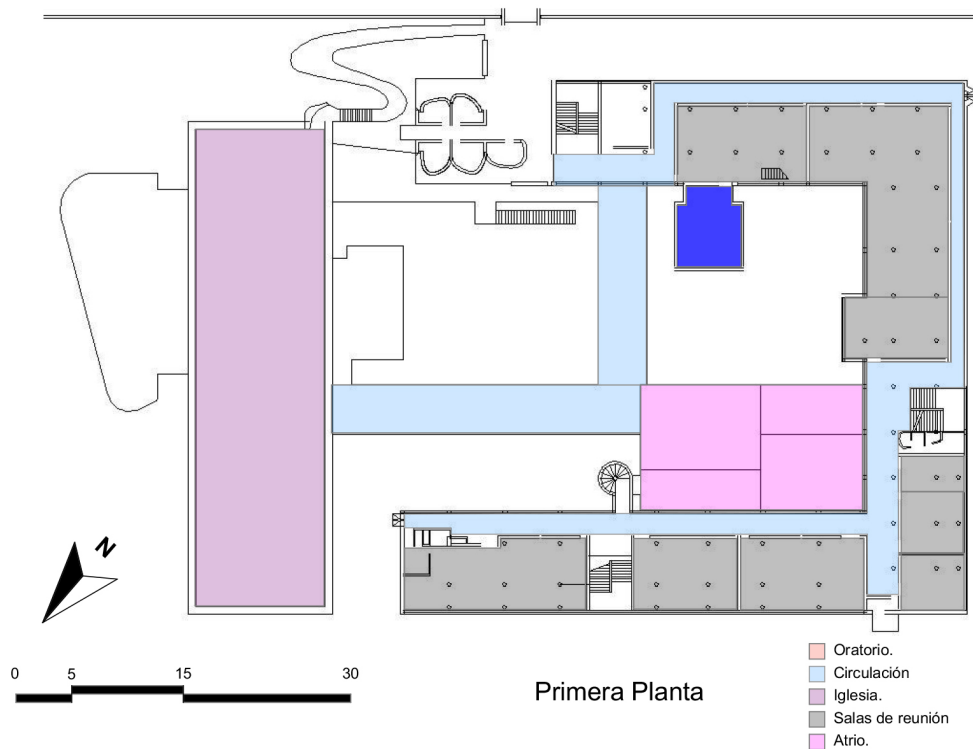 N
0 5 15 30
Primera Planta
Oratorio.
Circulación
Iglesia.
Salas de reunión
Atrio.